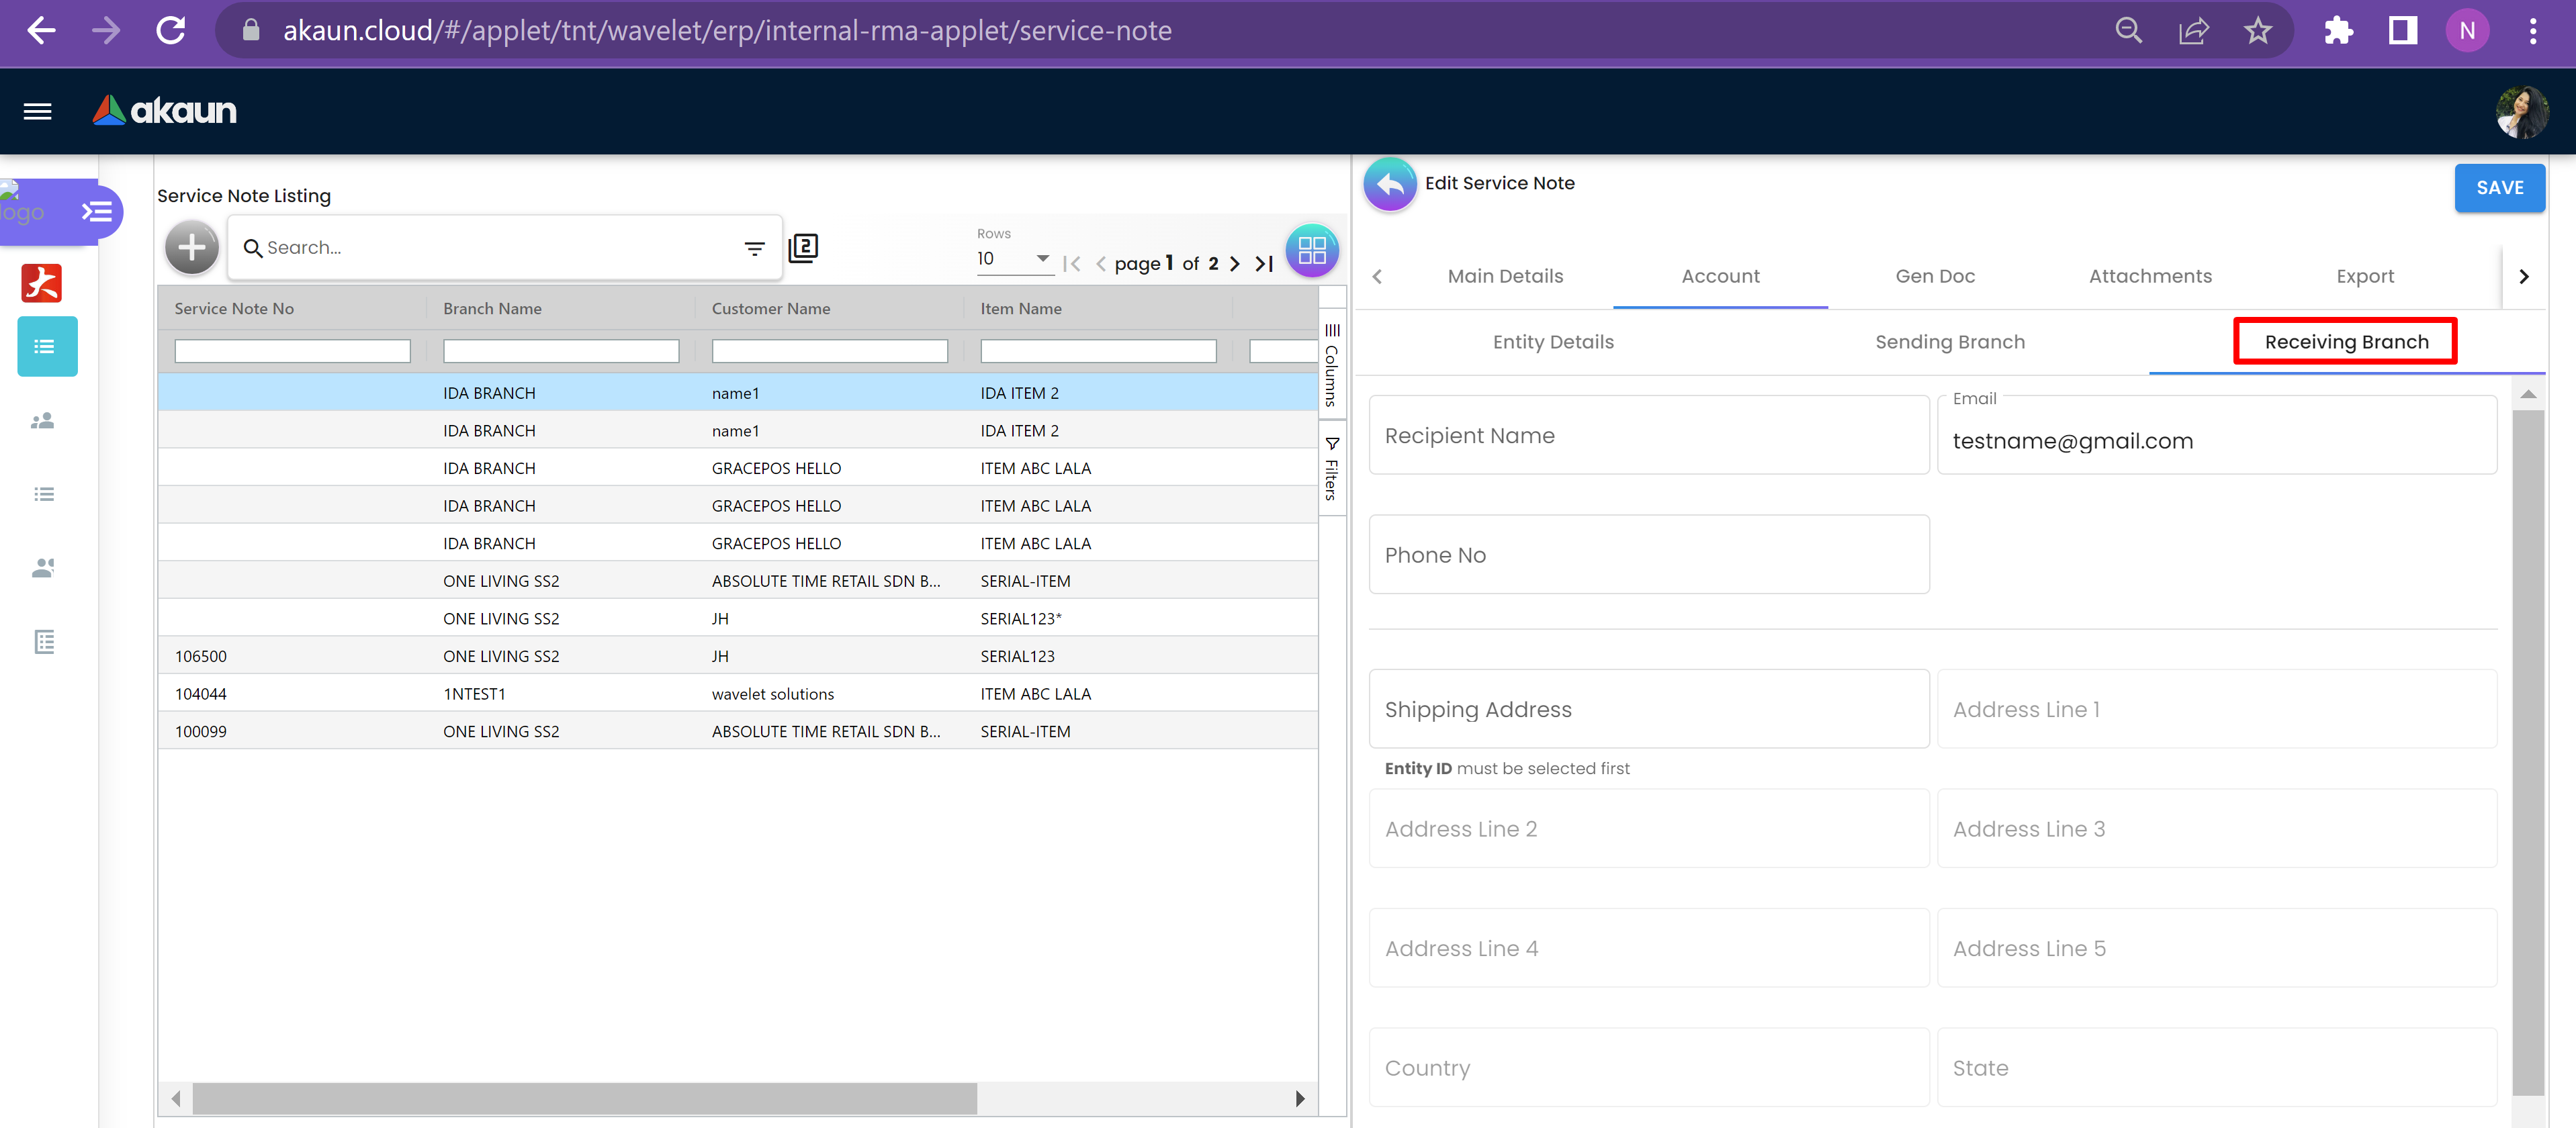 akaun.cloud/#/applet/tnt/wavelet/erp/internal-rma-applet/service-note
N
akaun
logo
Service Note Listing
Search...
2
Rows
10
page 1 of 2
Service Note No Branch Name Customer Name Item Name
IDA BRANCH name1 IDA ITEM 2
IDA BRANCH name1 IDA ITEM 2
IDA BRANCH GRACEPOS HELLO ITEM ABC LALA
IDA BRANCH GRACEPOS HELLO ITEM ABC LALA
IDA BRANCH GRACEPOS HELLO ITEM ABC LALA
ONE LIVING SS2 ABSOLUTE TIME RETAIL SDN B... SERIAL-ITEM
ONE LIVING SS2 JH SERIAL123*
106500 ONE LIVING SS2 JH SERIAL123
104044 1NTEST1 wavelet solutions ITEM ABC LALA
100099 ONE LIVING SS2 ABSOLUTE TIME RETAIL SDN B... SERIAL-ITEM
Columns
Filters
Edit Service Note
SAVE
Main Details Account Gen Doc Attachments Export
Entity Details Sending Branch Receiving Branch
Recipient Name
Email
testname@gmail.com
Phone No
Shipping Address Address Line 1
Entity ID must be selected first
Address Line 2 Address Line 3
Address Line 4 Address Line 5
Country State